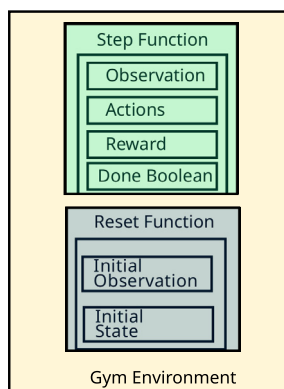 Step Function
Observation
Actions
Reward
Done Boolean
Reset Function
Initial
Observation
Initial
State
Gym Environment